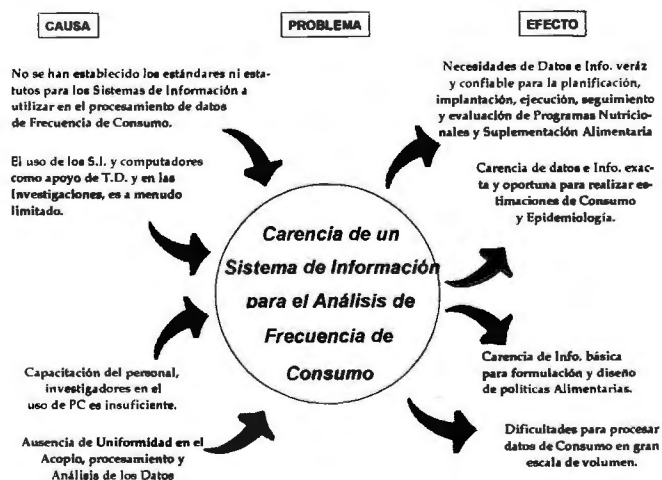 CAUSA
PROBLEMA
EFECTO
No se han establecido los estándares ni esta-
tutos para los Sistemas de Información a
utilizar en el procesamiento de datos
de Frecuencia de Consumo.
El uso de los S.I. y computadores
como apoyo de T.D. y en las
Investigaciones, es a menudo
limitado.
Capacitación del personal,
investigadores en el
uso de PC es insuficiente.
Ausencia de Uniformidad en el
Acopio, procesamiento y
Análisis de los Datos
Carencia de un
Sistema de Información
para el Análisis de
Frecuencia de
Consumo
Necesidades de Datos e Info. veráz
y confiable para la planificación,
implantación, ejecución, seguimiento
y evaluación de Programas Nutricio-
nales y Suplementación Alimentaria
Carencia de datos e Info. exac-
ta y oportuna para realizar es-
timaciones de Consumo
y Epidemiología.
Carencia de Info. básica
para formulación y diseño
de políticas Alimentarias.
Dificultades para procesar
datos de Consumo en gran
escala de volumen.